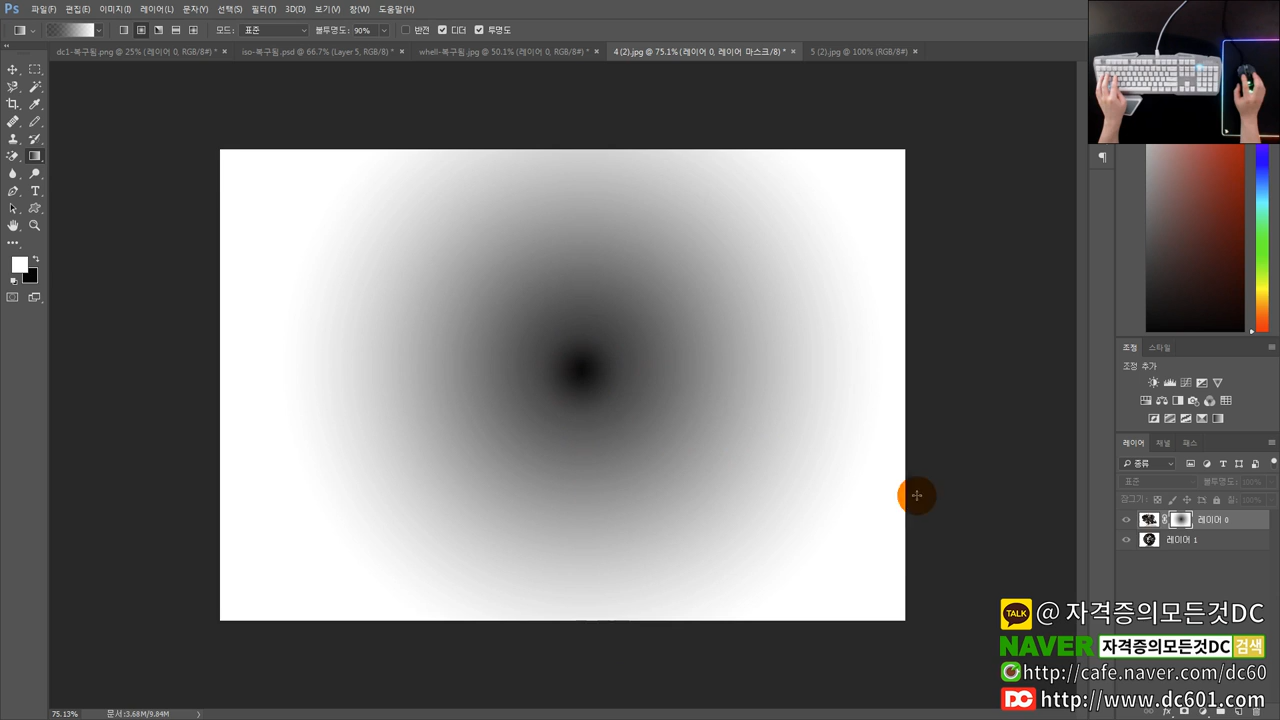 Ps 파일(F) 편집(E) 이미지(I) 레이어(L) 문자(Y) 선택(S) 필터(T) 3D(D) 보기(V) 창(W) 도움말(H)
모드: 표준 불투명도: 90% 반전 디더 투명도
dc1-복구됨.png @ 25% (레이어 0, RGB/8#) * × iso-복구됨.psd @ 66.7% (Layer 5, RGB/8) * × whell-복구됨.jpg @ 50.1% (레이어 0, RGB/8#) * × 4 (2).jpg @ 75.1% (레이어 0, 레이어 마스크/8) * × 5 (2).jpg @ 100% (RGB/8#) ×
조정 스타일
조정 추가
레이어 채널 패스
종류
표준 불투명도: 100%
잠그기: 칠: 100%
레이어 0
레이어 1
TALK @ 자격증의모든것DC
NAVER 자격증의모든것DC 검색
http://cafe.naver.com/dc60
DC http://www.dc601.com
75.13% 문서:3.68M/9.84M